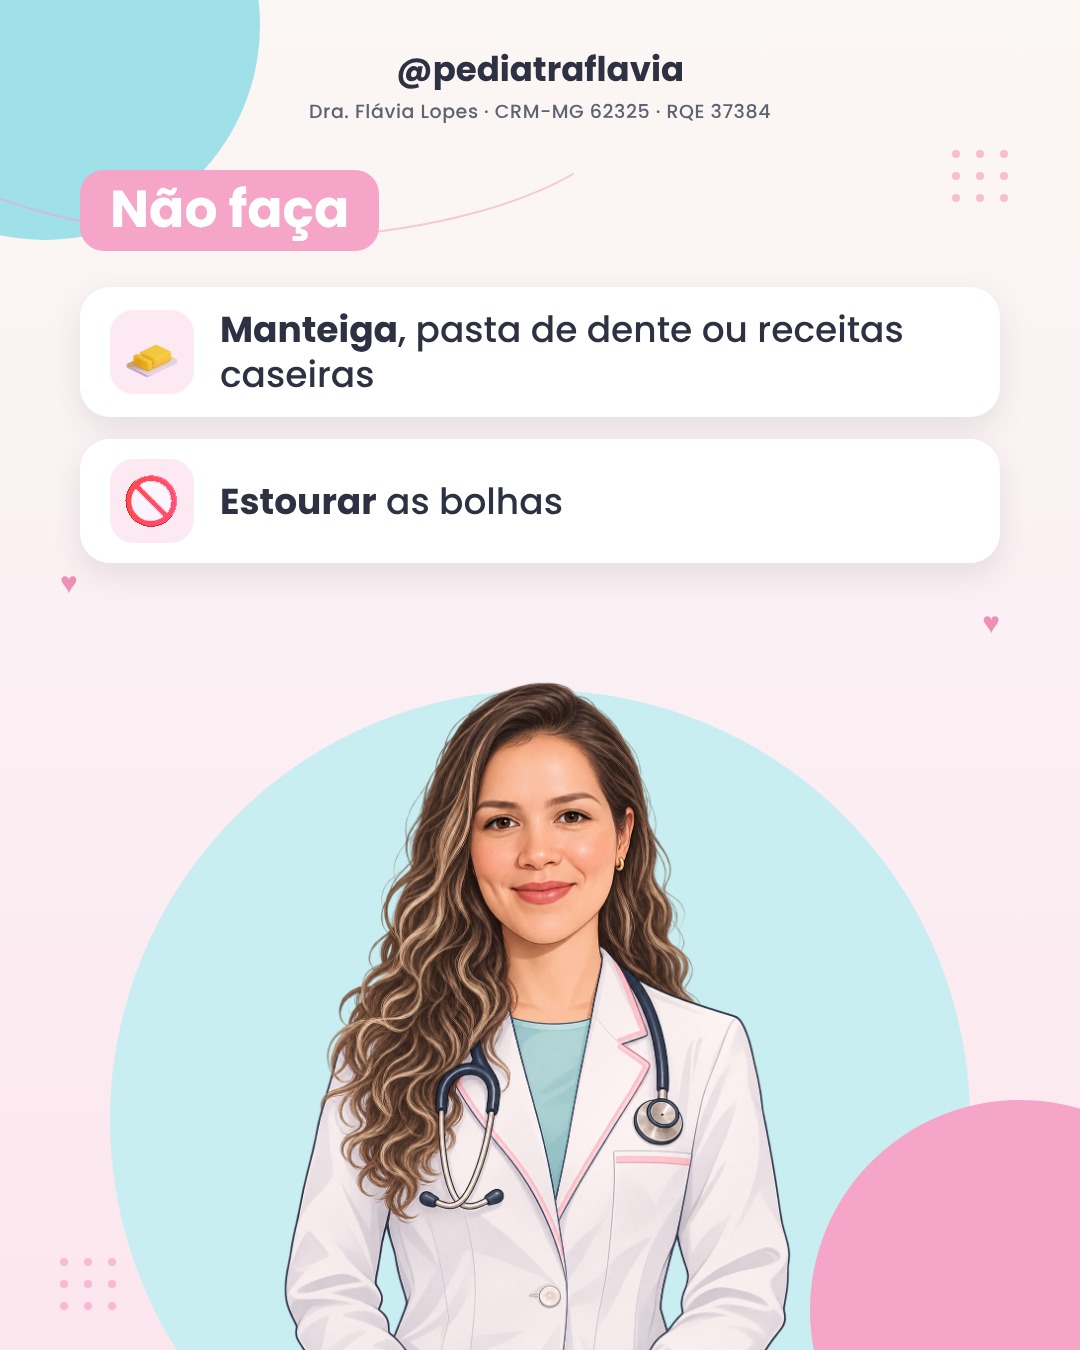 @pediatraflavia
Dra. Flávia Lopes · CRM-MG 62325 · RQE 37384
Não faça
Manteiga, pasta de dente ou receitas
caseiras
Estourar as bolhas